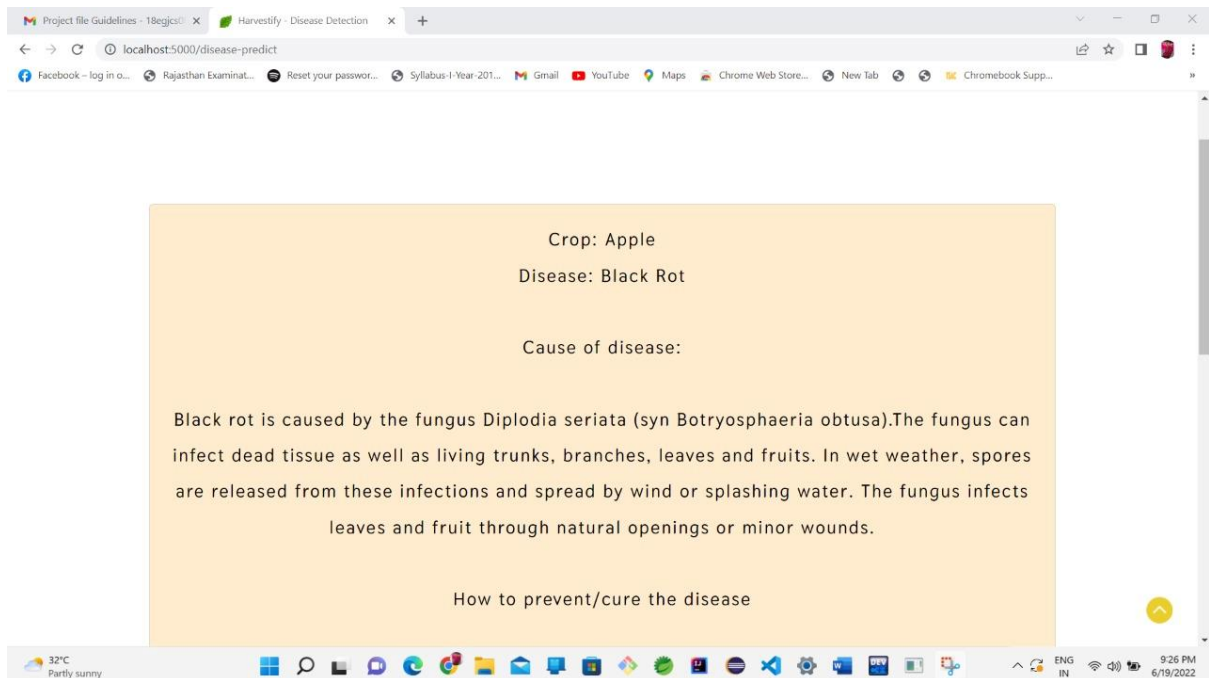 Project file Guidelines - 18egjcs0
Harvestify - Disease Detection
localhost:5000/disease-predict
Facebook – log in o...
Rajasthan Examinat...
Reset your passwor...
Syllabus-I-Year-201...
Gmail
YouTube
Maps
Chrome Web Store...
New Tab
Chromebook Supp...
Crop: Apple
Disease: Black Rot
Cause of disease:
Black rot is caused by the fungus Diplodia seriata (syn Botryosphaeria obtusa).The fungus can
infect dead tissue as well as living trunks, branches, leaves and fruits. In wet weather, spores
are released from these infections and spread by wind or splashing water. The fungus infects
leaves and fruit through natural openings or minor wounds.
How to prevent/cure the disease
32°C
Partly sunny
DEV
ENG
IN
9:26 PM
6/19/2022